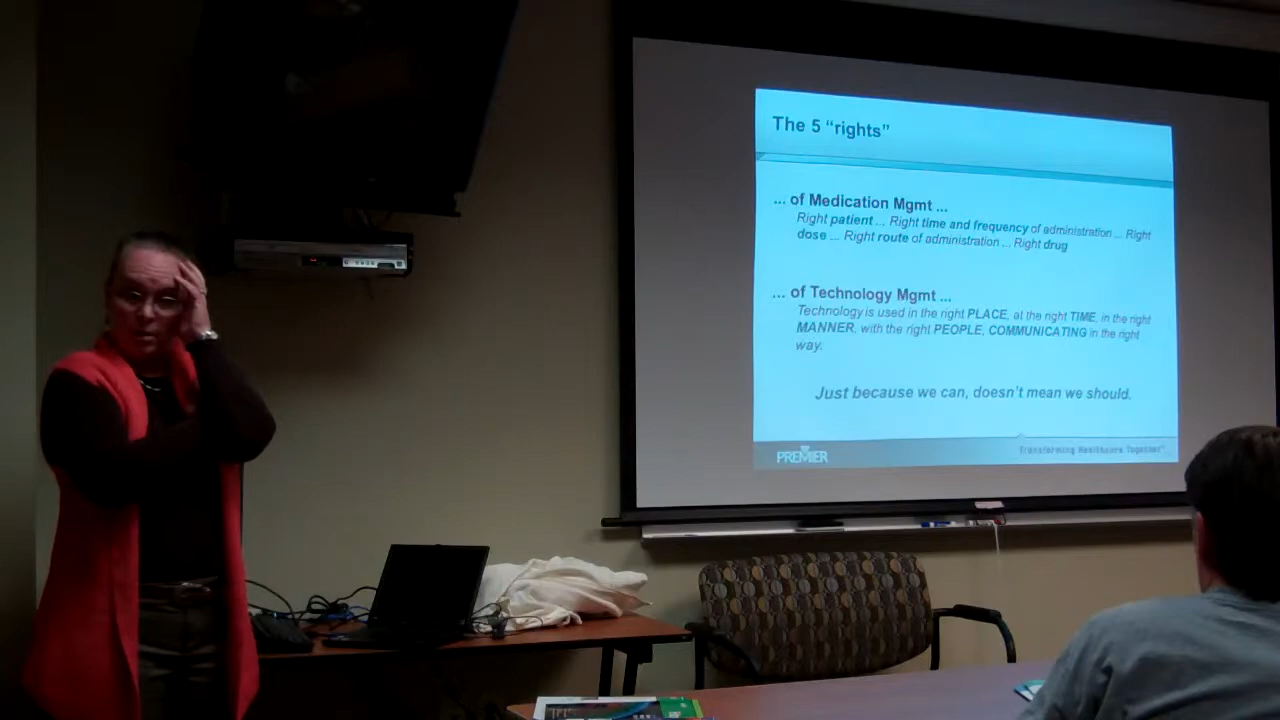 The 5 “rights”
... of Medication Mgmt ...
Right patient ... Right time and frequency of administration ... Right
dose ... Right route of administration ... Right drug
... of Technology Mgmt ...
Technology is used in the right PLACE, at the right TIME, in the right
MANNER, with the right PEOPLE, COMMUNICATING in the right
way.
Just because we can, doesn’t mean we should.
PREMIER
Transforming Healthcare Together